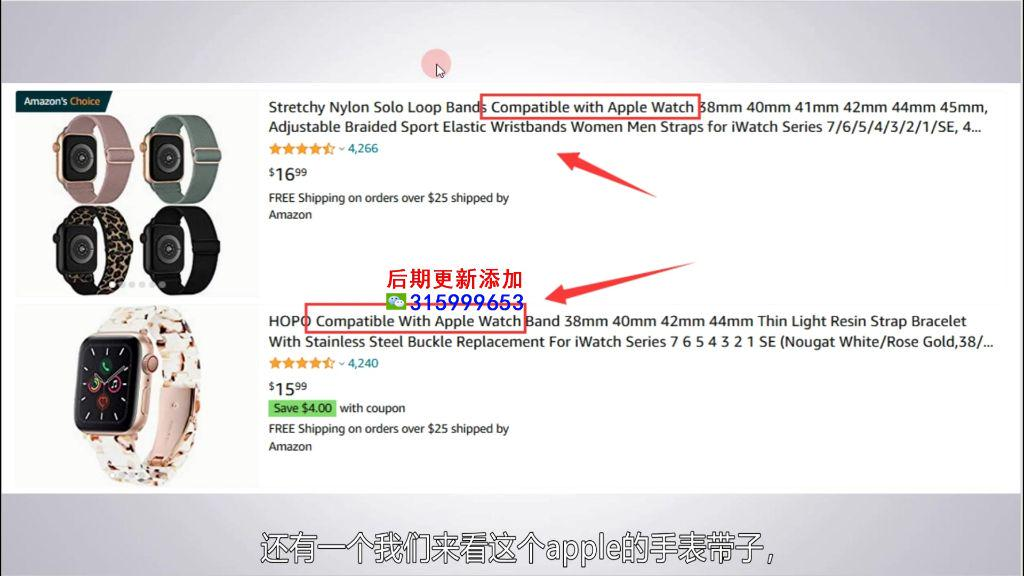 Amazon's Choice
Stretchy Nylon Solo Loop Bands Compatible with Apple Watch 38mm 40mm 41mm 42mm 44mm 45mm,
Adjustable Braided Sport Elastic Wristbands Women Men Straps for iWatch Series 7/6/5/4/3/2/1/SE, 4...
4,266
$16.99
FREE Shipping on orders over $25 shipped by
Amazon
后期更新添加
315999653
HOPO Compatible With Apple Watch Band 38mm 40mm 42mm 44mm Thin Light Resin Strap Bracelet
With Stainless Steel Buckle Replacement For iWatch Series 7 6 5 4 3 2 1 SE (Nougat White/Rose Gold,38/...
4,240
$15.99
Save $4.00 with coupon
FREE Shipping on orders over $25 shipped by
Amazon
还有一个我们来看这个apple的手表带子，